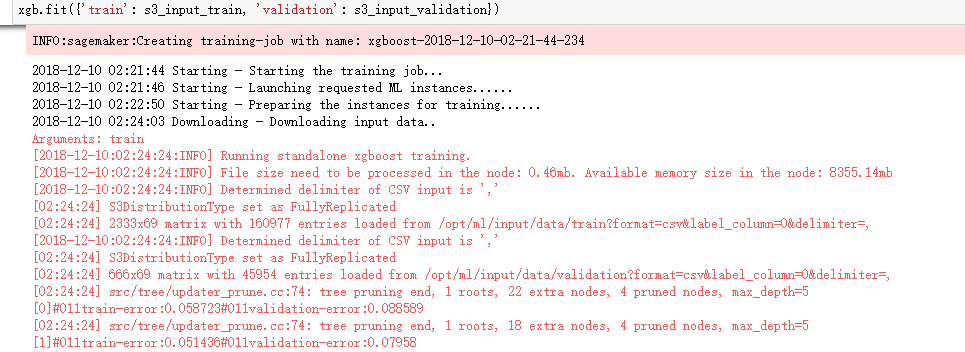 xgb.fit({'train': s3_input_train, 'validation': s3_input_validation})
INFO:sagemaker:Creating training-job with name: xgboost-2018-12-10-02-21-44-234
2018-12-10 02:21:44 Starting - Starting the training job...
2018-12-10 02:21:46 Starting - Launching requested ML instances......
2018-12-10 02:22:50 Starting - Preparing the instances for training......
2018-12-10 02:24:03 Downloading - Downloading input data..
Arguments: train
[2018-12-10:02:24:24:INFO] Running standalone xgboost training.
[2018-12-10:02:24:24:INFO] File size need to be processed in the node: 0.46mb. Available memory size in the node: 8355.14mb
[2018-12-10:02:24:24:INFO] Determined delimiter of CSV input is ','
[02:24:24] S3DistributionType set as FullyReplicated
[02:24:24] 2333x69 matrix with 160977 entries loaded from /opt/ml/input/data/train?format=csv&label_column=0&delimiter=,
[2018-12-10:02:24:24:INFO] Determined delimiter of CSV input is ','
[02:24:24] S3DistributionType set as FullyReplicated
[02:24:24] 666x69 matrix with 45954 entries loaded from /opt/ml/input/data/validation?format=csv&label_column=0&delimiter=,
[02:24:24] src/tree/updater_prune.cc:74: tree pruning end, 1 roots, 22 extra nodes, 4 pruned nodes, max_depth=5
[0]#011train-error:0.058723#011validation-error:0.088589
[02:24:24] src/tree/updater_prune.cc:74: tree pruning end, 1 roots, 18 extra nodes, 4 pruned nodes, max_depth=5
[1]#011train-error:0.051436#011validation-error:0.07958